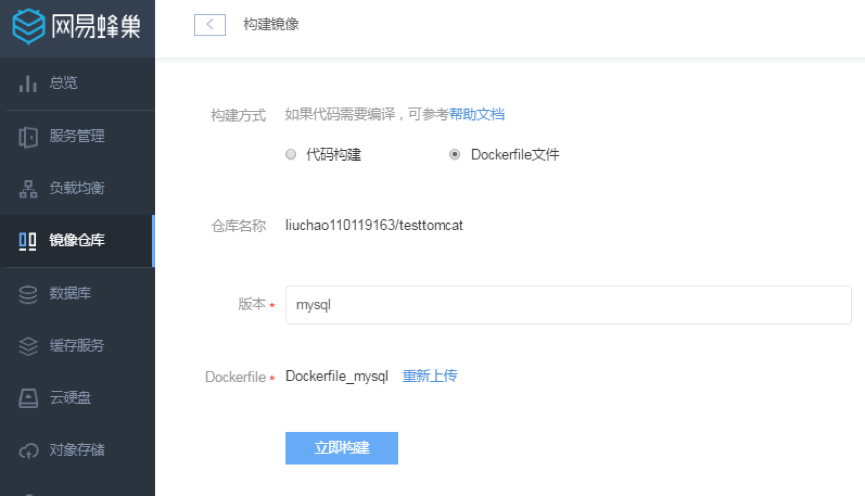 网易蜂巢
构建镜像
总览
服务管理
负载均衡
镜像仓库
数据库
缓存服务
云硬盘
对象存储
构建方式 如果代码需要编译，可参考帮助文档
代码构建 Dockerfile文件
仓库名称 liuchao110119163/testtomcat
版本 * mysql
Dockerfile * Dockerfile_mysql 重新上传
立即构建